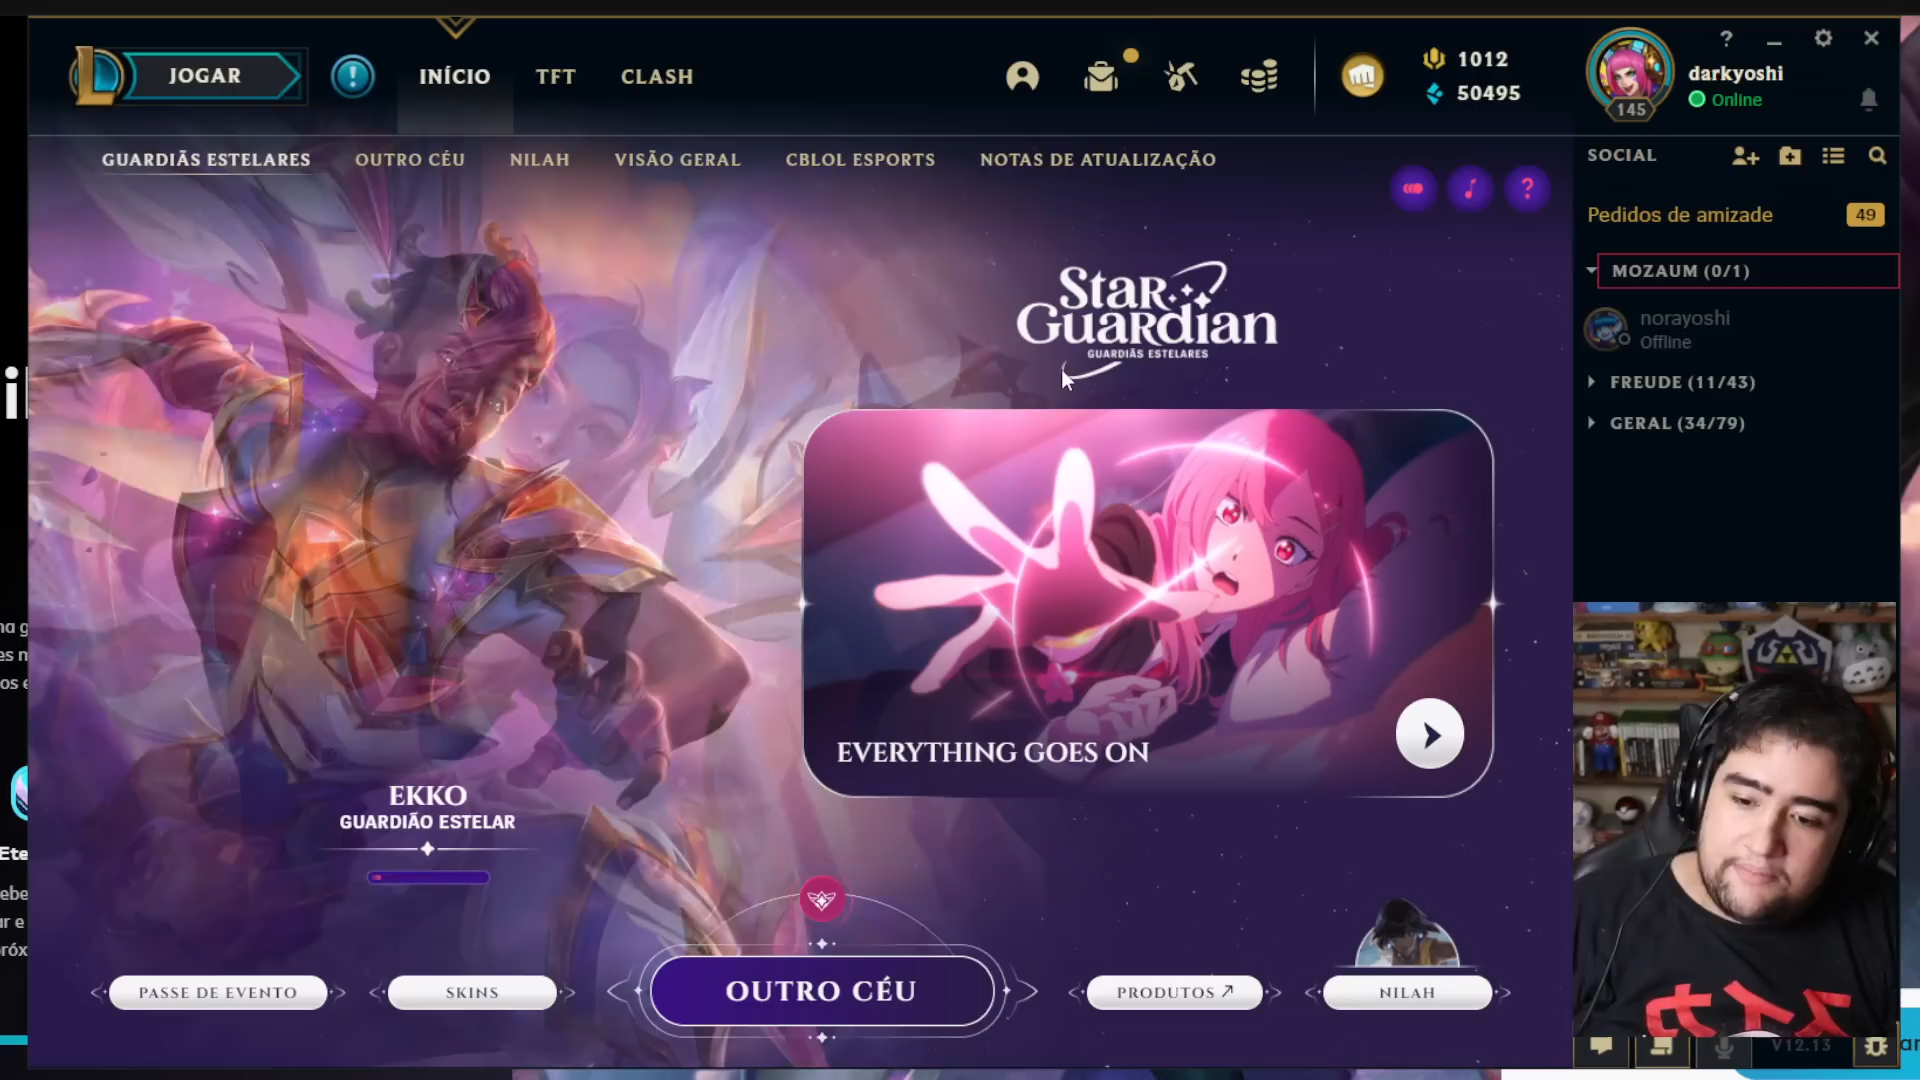 JOGAR
INÍCIO
TFT
CLASH
1012
50495
145
darkyoshi
Online
GUARDIÃS ESTELARES
OUTRO CÉU
NILAH
VISÃO GERAL
CBLOL ESPORTS
NOTAS DE ATUALIZAÇÃO
SOCIAL
Pedidos de amizade
49
MOZAUM (0/1)
norayoshi
Offline
FREUDE (11/43)
GERAL (34/79)
Star
Guardian
GUARDIÃS ESTELARES
EVERYTHING GOES ON
EKKO
GUARDIÃO ESTELAR
PASSE DE EVENTO
SKINS
OUTRO CÉU
PRODUTOS
NILAH
V12.13